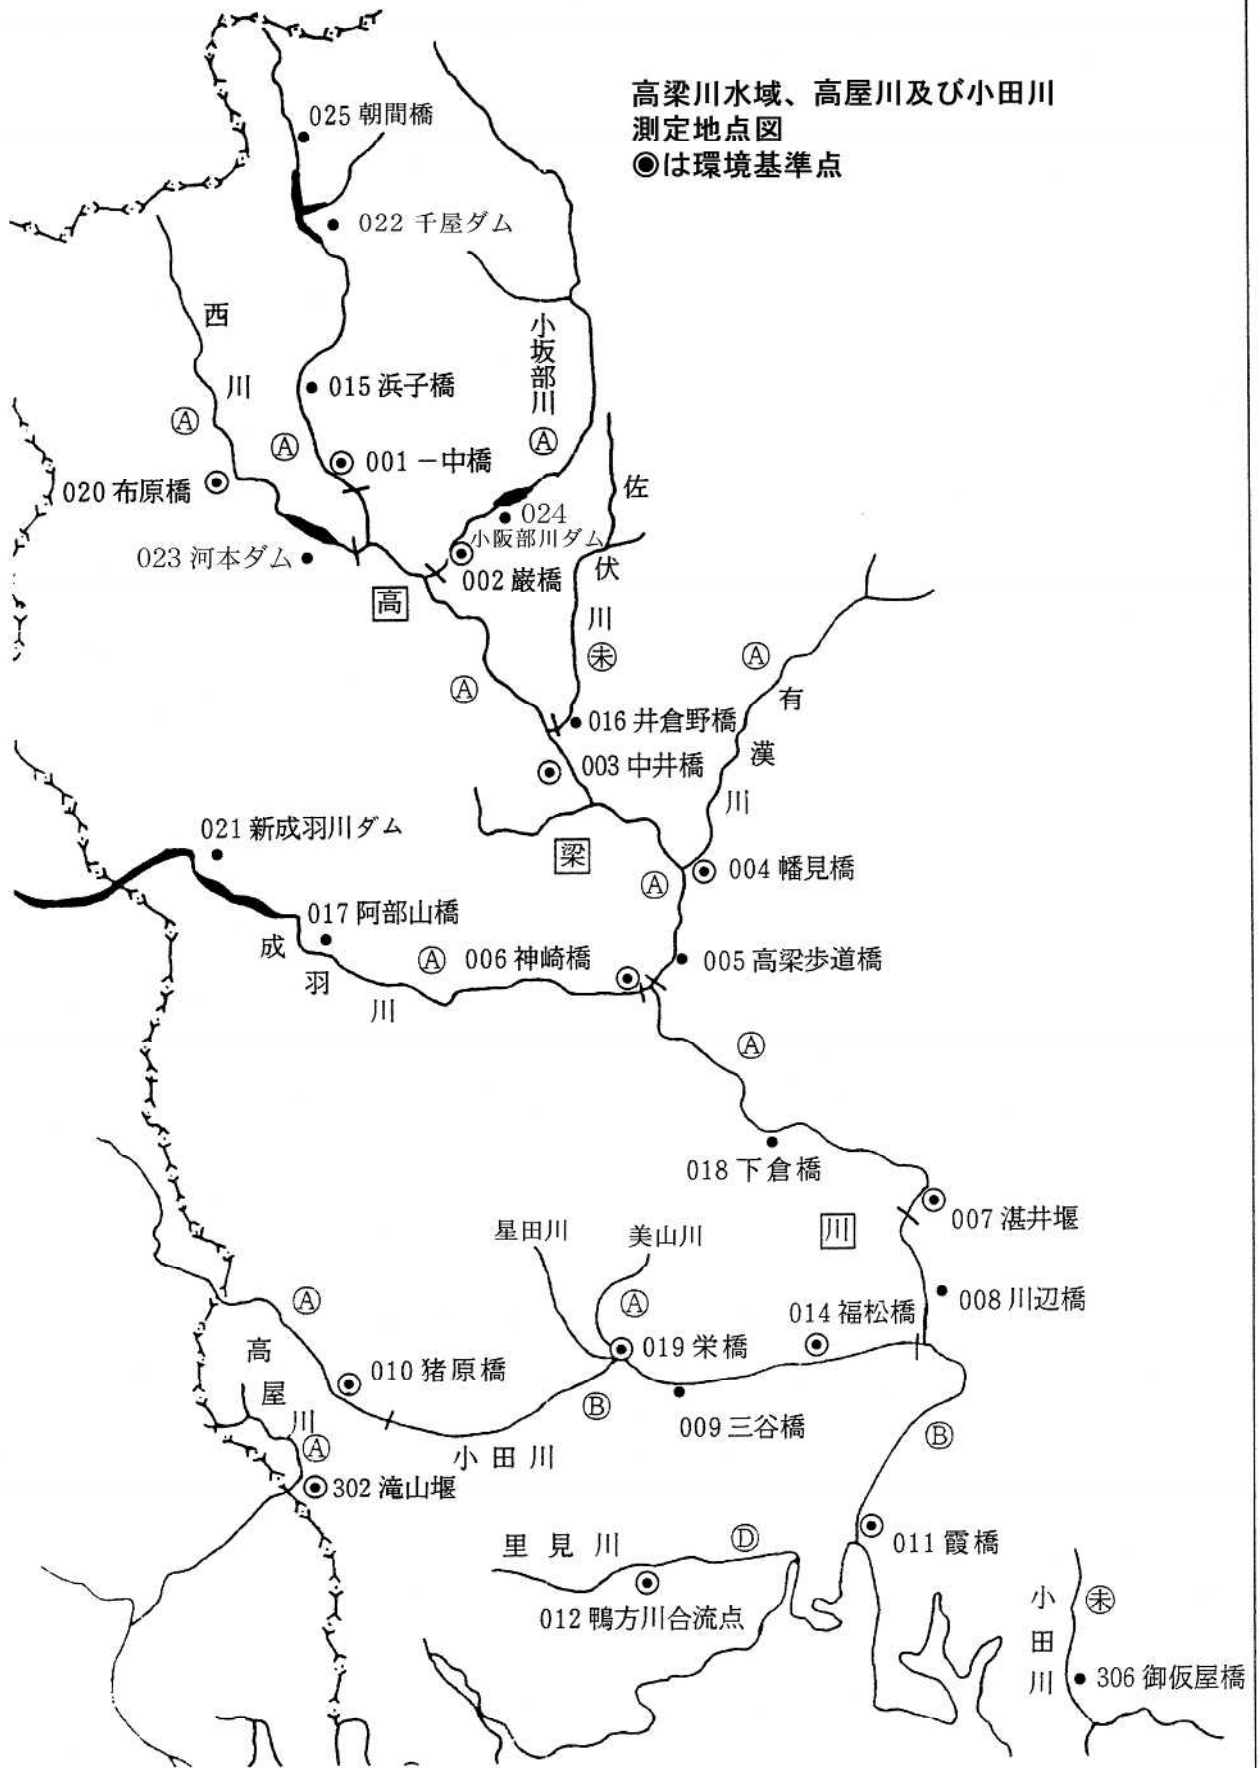 高梁川水域、高屋川及び小田川
測定地点図
◉は環境基準点
025 朝間橋
022 千屋ダム
西川
小坂部川
015 浜子橋
Ⓐ
Ⓐ
Ⓐ
001 一中橋
020 布原橋
佐伏川
024
小阪部川ダム
023 河本ダム
002 巌橋
高
㊍
Ⓐ
Ⓐ
有漢川
016 井倉野橋
003 中井橋
021 新成羽川ダム
梁
004 幡見橋
Ⓐ
017 阿部山橋
成羽川
Ⓐ
006 神崎橋
005 高梁歩道橋
Ⓐ
018 下倉橋
007 湛井堰
川
星田川
美山川
Ⓐ
Ⓐ
014 福松橋
008 川辺橋
高屋川
019 栄橋
010 猪原橋
Ⓑ
009 三谷橋
Ⓑ
Ⓐ
小田川
302 滝山堰
里見川
Ⓓ
011 霞橋
012 鴨方川合流点
小田川
未
306 御仮屋橋